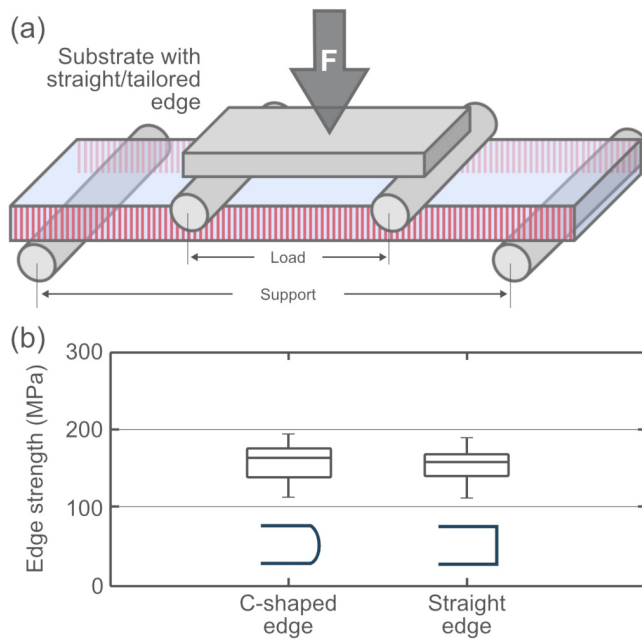 (a)
Substrate with
straight/tailored
edge
F
Load
Support
(b)
Edge strength (MPa)
300
200
100
0
C-shaped
edge
Straight
edge